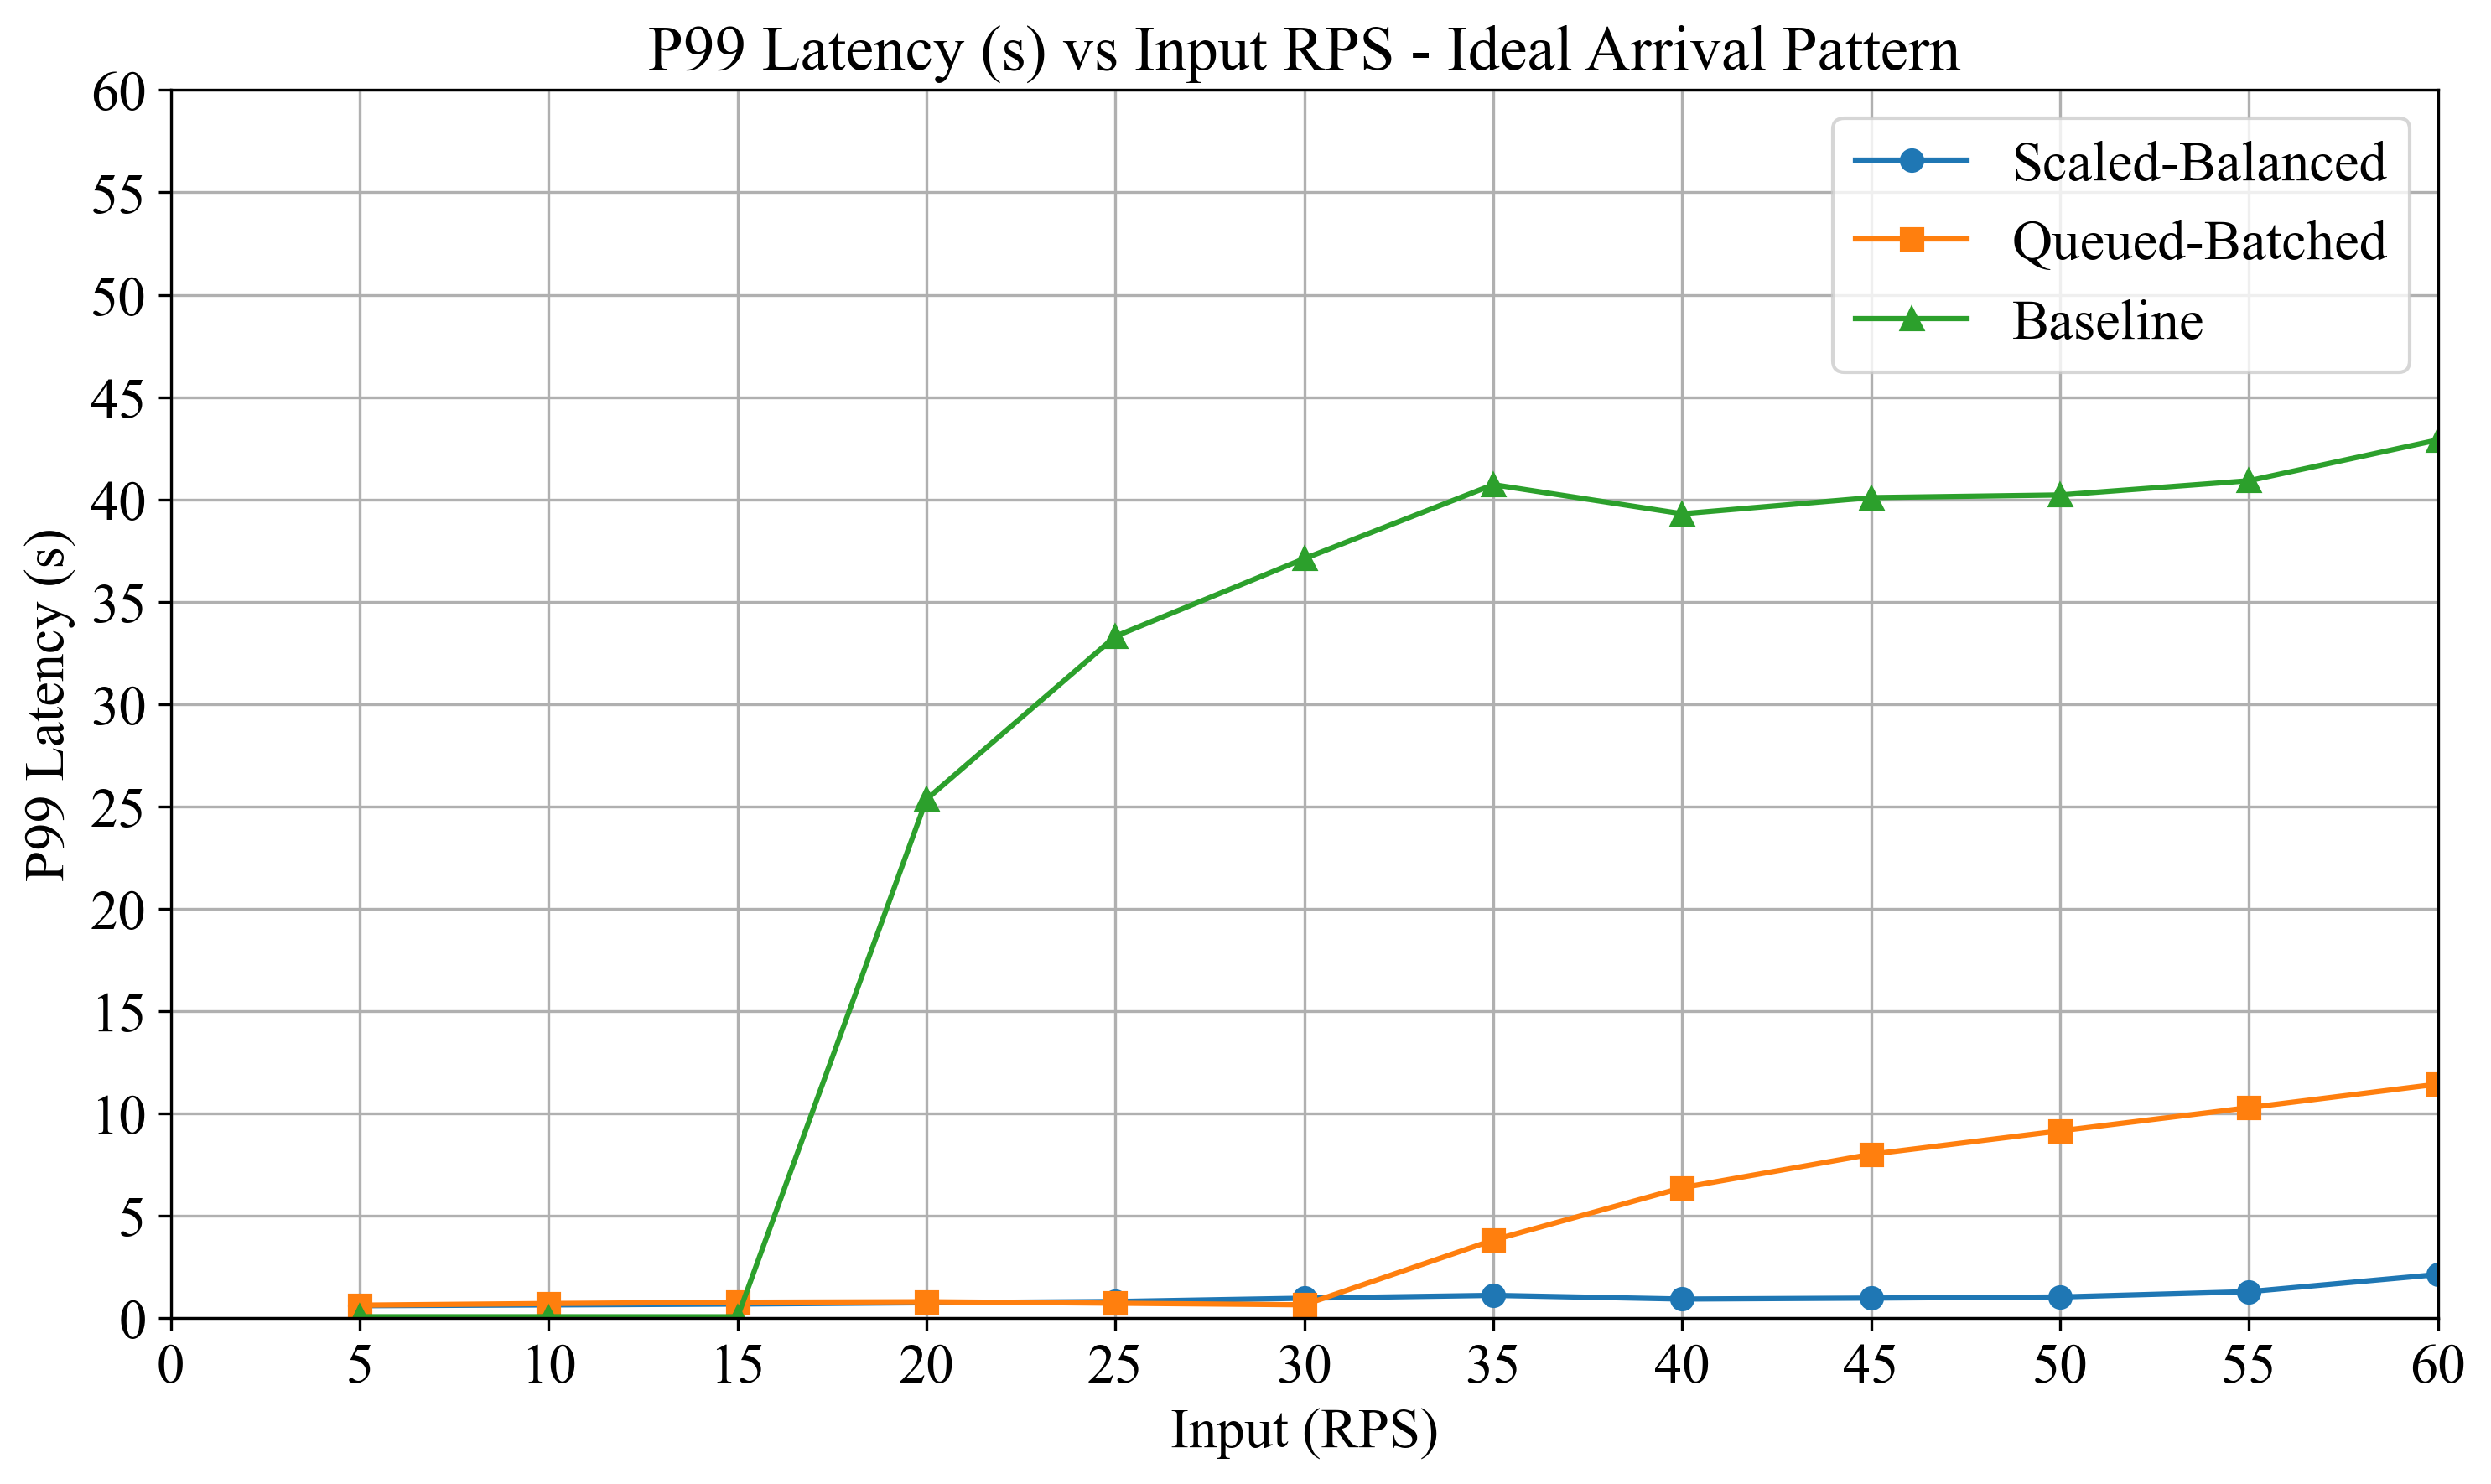 P99 Latency (s) vs Input RPS - Ideal Arrival Pattern
60
55
50
45
40
35
30
25
20
15
10
5
0
P99 Latency (s)
Scaled-Balanced
Queued-Batched
Baseline
0 5 10 15 20 25 30 35 40 45 50 55 60
Input (RPS)